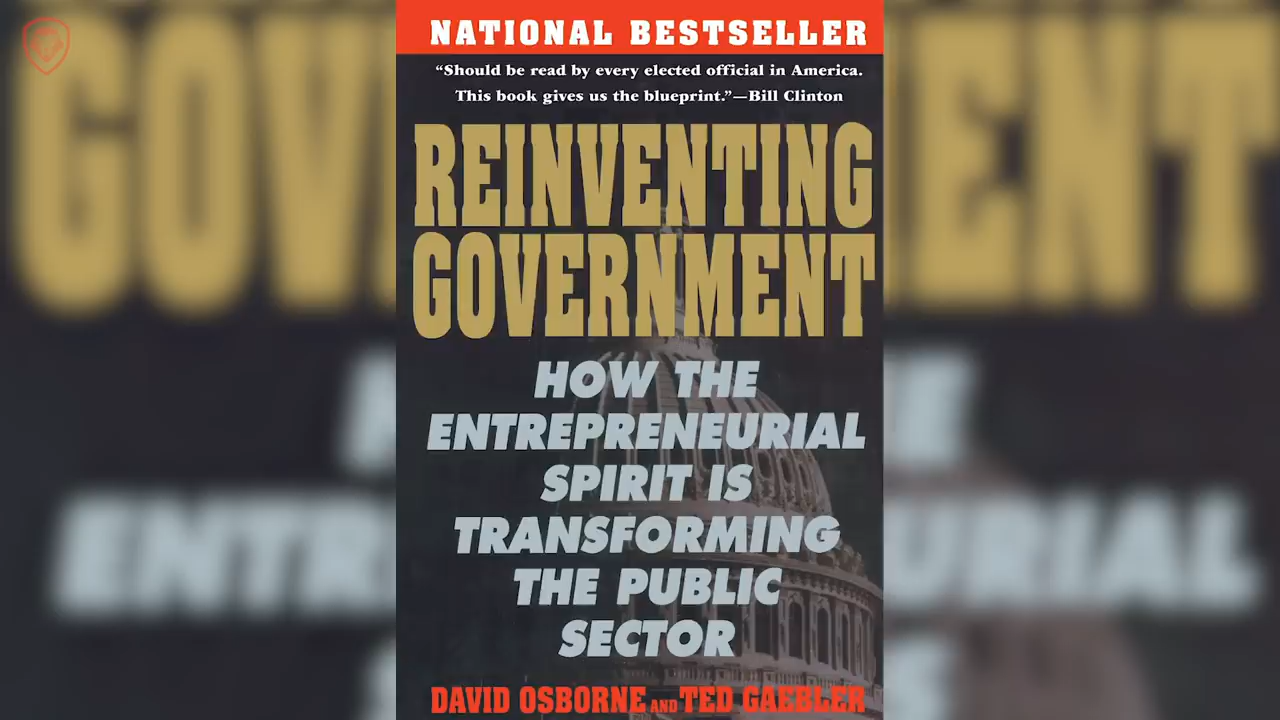 NATIONAL BESTSELLER
“Should be read by every elected official in America.
This book gives us the blueprint.”—Bill Clinton
REINVENTING
GOVERNMENT
HOW THE
ENTREPRENEURIAL
SPIRIT IS
TRANSFORMING
THE PUBLIC
SECTOR
DAVID OSBORNE AND TED GAEBLER